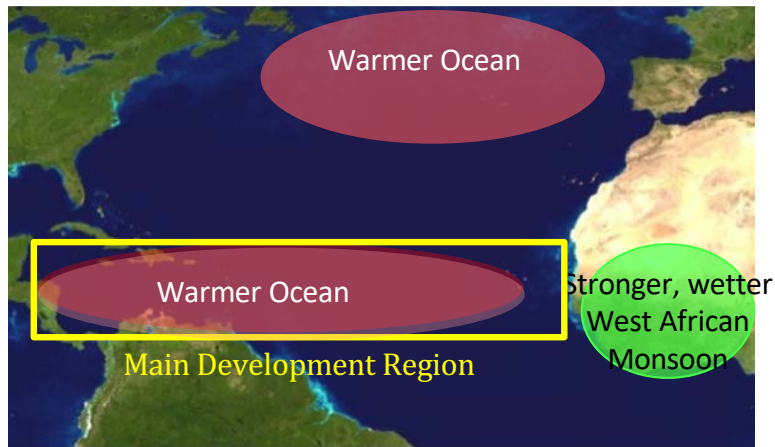 Warmer Ocean
Warmer Ocean
Stronger, wetter
West African
Monsoon
Main Development Region